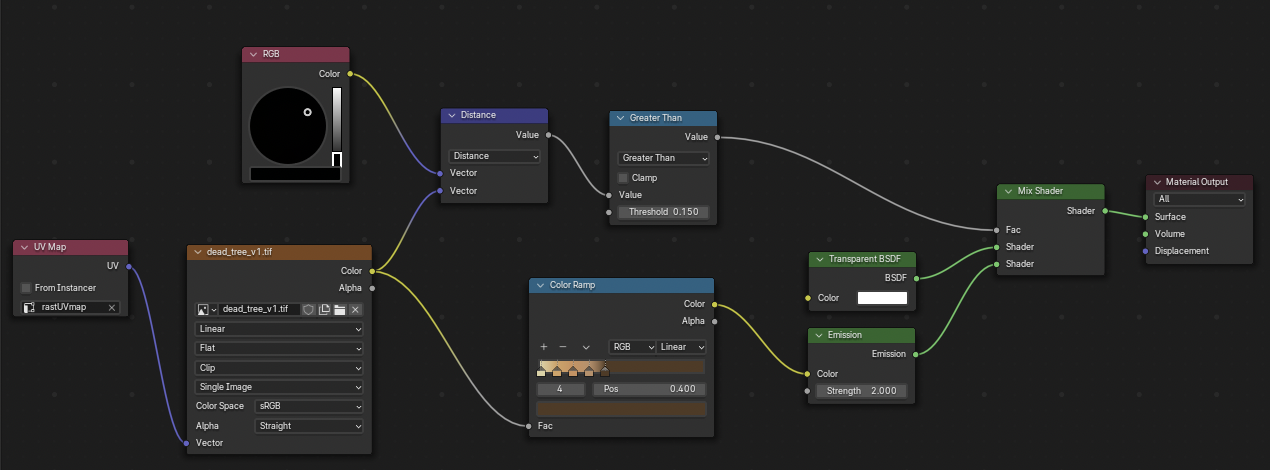 RGB
Color
Distance
Value
Distance
Vector
Vector
Greater Than
Value
Greater Than
Clamp
Value
Threshold 0.150
UV Map
UV
From Instancer
rastUVmap
dead_tree_v1.tif
Color
Alpha
dead_tree_v1.tif
Linear
Flat
Clip
Single Image
Color Space sRGB
Alpha Straight
Vector
Color Ramp
Color
Alpha
RGB Linear
4 Pos 0.400
Fac
Transparent BSDF
BSDF
Color
Emission
Emission
Color
Strength 2.000
Mix Shader
Shader
Fac
Shader
Shader
Material Output
All
Surface
Volume
Displacement